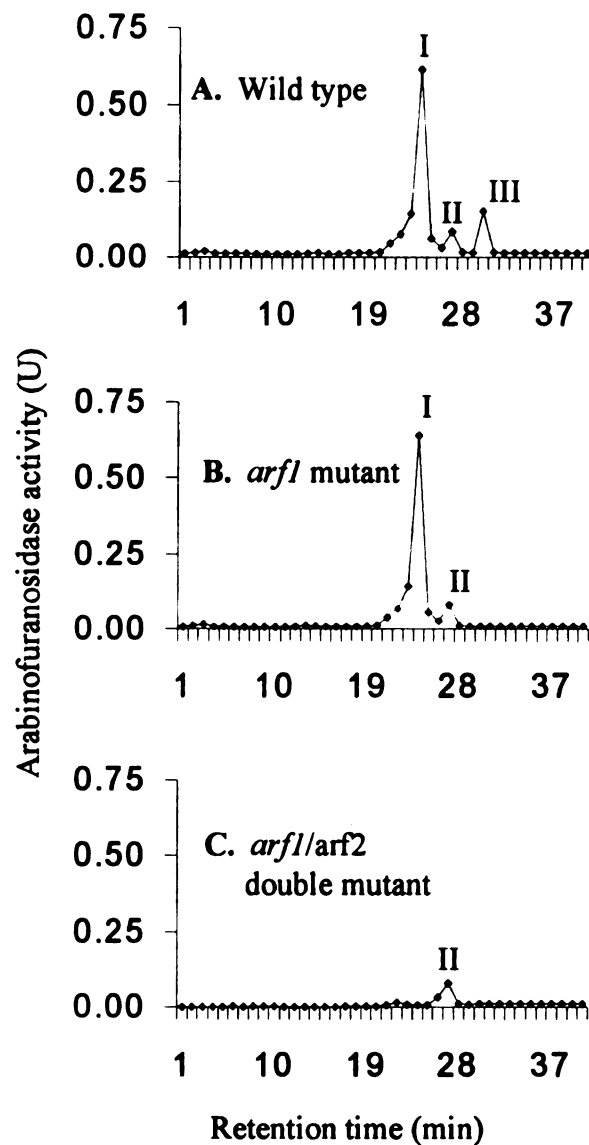 0.75
I
A. Wild type
0.50
0.25
II
III
0.00
1 10 19 28 37
0.75
I
0.50
B. arf1 mutant
0.25
II
0.00
1 10 19 28 37
0.75
C. arf1/arf2
0.50
double mutant
0.25
II
0.00
1 10 19 28 37
Arabinofuranosidase activity (U)
Retention time (min)